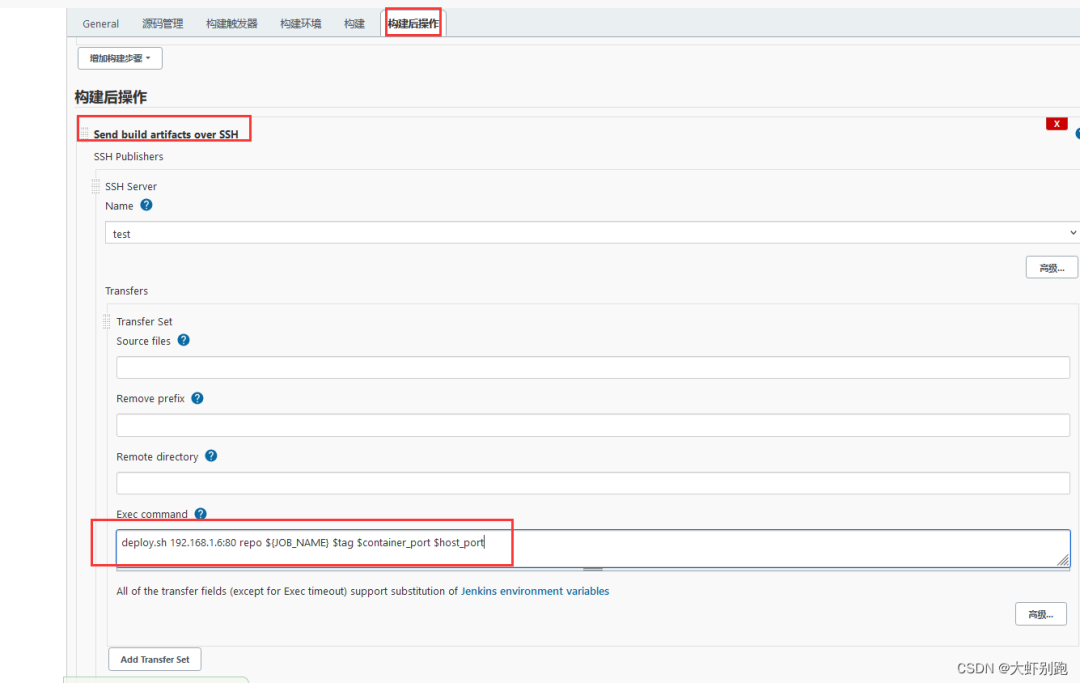 General 源码管理 构建触发器 构建环境 构建 构建后操作
增加构建步骤
构建后操作
Send build artifacts over SSH
X
SSH Publishers
SSH Server
Name ?
test
高级...
Transfers
Transfer Set
Source files ?
Remove prefix ?
Remote directory ?
Exec command ?
deploy.sh 192.168.1.6:80 repo ${JOB_NAME} $tag $container_port $host_port
All of the transfer fields (except for Exec timeout) support substitution of Jenkins environment variables
高级...
Add Transfer Set
CSDN @大虾别跑